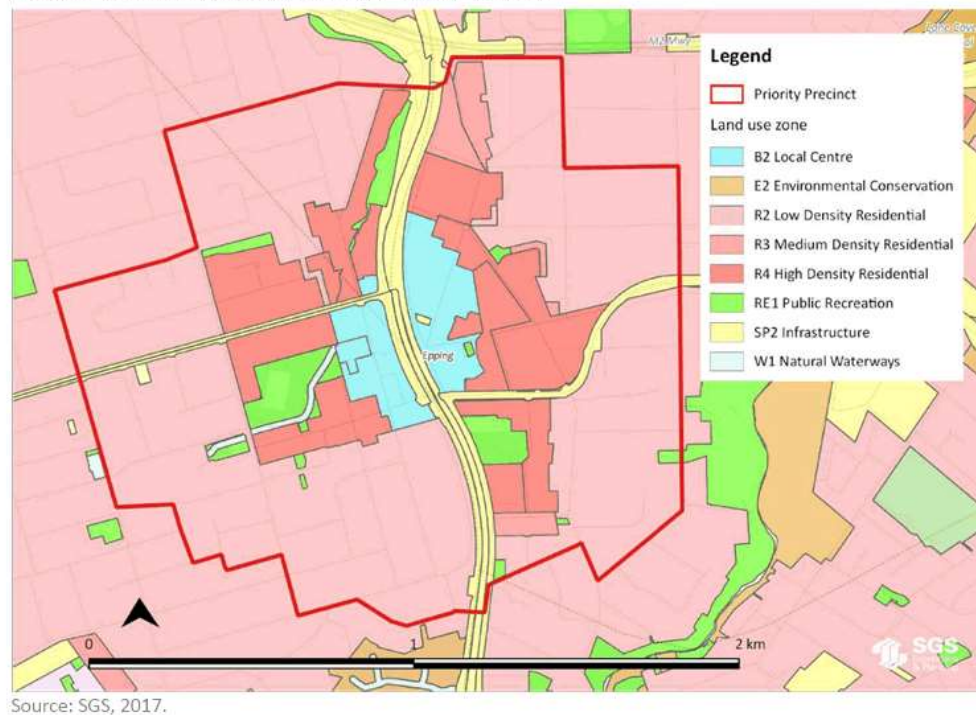 M2 Mwy
Legend
Priority Precinct
Land use zone
B2 Local Centre
E2 Environmental Conservation
R2 Low Density Residential
R3 Medium Density Residential
R4 High Density Residential
RE1 Public Recreation
SP2 Infrastructure
W1 Natural Waterways
Epping
0
1
2 km
SGS
Source: SGS, 2017.